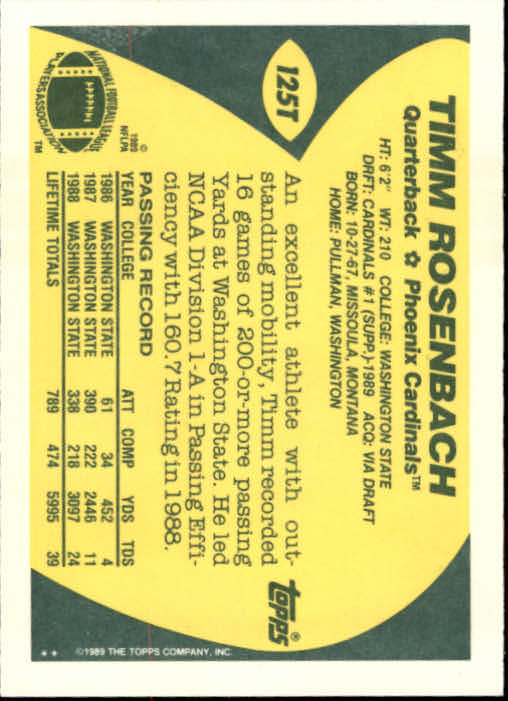 125T
TIMM ROSENBACH
Quarterback ✩ Phoenix Cardinals™
HT: 6'2" WT: 210 COLLEGE: WASHINGTON STATE
DRFT: CARDINALS #1 (SUPP.)-1989 ACQ: VIA DRAFT
BORN: 10-27-67, MISSOULA, MONTANA
HOME: PULLMAN, WASHINGTON
An excellent athlete with out-
standing mobility, Timm recorded
16 games of 200-or-more passing
Yards at Washington State. He led
NCAA Division 1-A in Passing Effi-
ciency with 160.7 Rating in 1988.
topps®
NATIONAL FOOTBALL LEAGUE
PLAYERS ASSOCIATION
™
©
1989
NFLPA
PASSING RECORD
YEAR COLLEGE ATT COMP YDS TDS
1986 WASHINGTON STATE 61 34 452 4
1987 WASHINGTON STATE 390 222 2446 11
1988 WASHINGTON STATE 338 218 3097 24
LIFETIME TOTALS 789 474 5995 39
** ©1989 THE TOPPS COMPANY, INC.